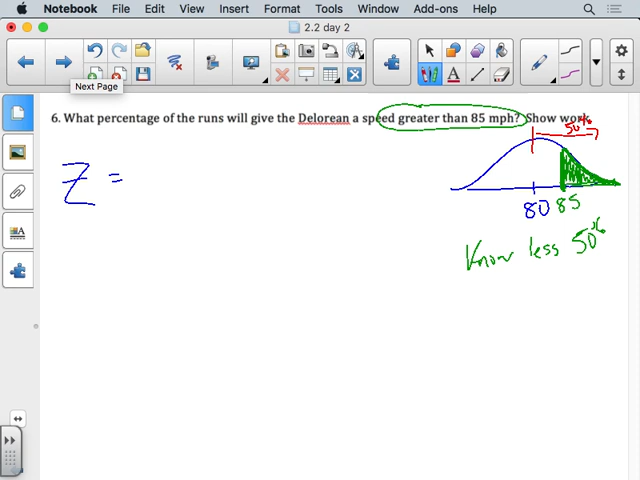 Notebook File Edit View Insert Format Tools Window AddOns Help
2.2 day 2
Next Page
6. What percentage of the runs will give the Delorean a speed greater than 85 mph? Show work.
50%
Z =
80 85
Know less 50%